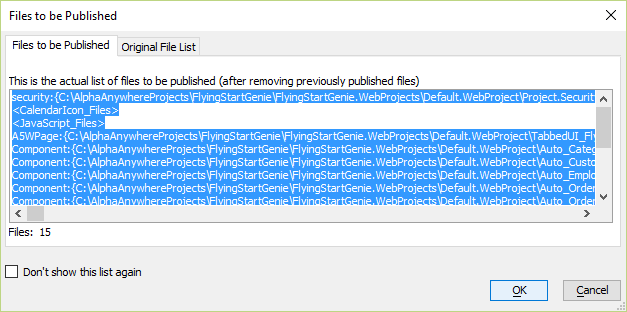 Files to be Published
Files to be Published
Original File List
This is the actual list of files to be published (after removing previously published files)
security:{C:\AlphaAnywhereProjects\FlyingStartGenie\FlyingStartGenie.WebProjects\Default.WebProject\Project.Securit
<CalendarIcon_Files>
<JavaScript_Files>
A5WPage:{C:\AlphaAnywhereProjects\FlyingStartGenie\FlyingStartGenie.WebProjects\Default.WebProject\TabbedUI_Fly
Component:{C:\AlphaAnywhereProjects\FlyingStartGenie\FlyingStartGenie.WebProjects\Default.WebProject\Auto_Categ
Component:{C:\AlphaAnywhereProjects\FlyingStartGenie\FlyingStartGenie.WebProjects\Default.WebProject\Auto_Custo
Component:{C:\AlphaAnywhereProjects\FlyingStartGenie\FlyingStartGenie.WebProjects\Default.WebProject\Auto_Emplo
Component:{C:\AlphaAnywhereProjects\FlyingStartGenie\FlyingStartGenie.WebProjects\Default.WebProject\Auto_Order
Component:{C:\AlphaAnywhereProjects\FlyingStartGenie\FlyingStartGenie.WebProjects\Default.WebProject\Auto_Order
Files: 15
Don't show this list again
OK
Cancel